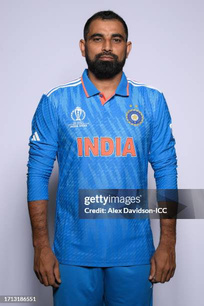 INDIA
gettyimages
Credit: Alex Davidson-ICC
1713186551